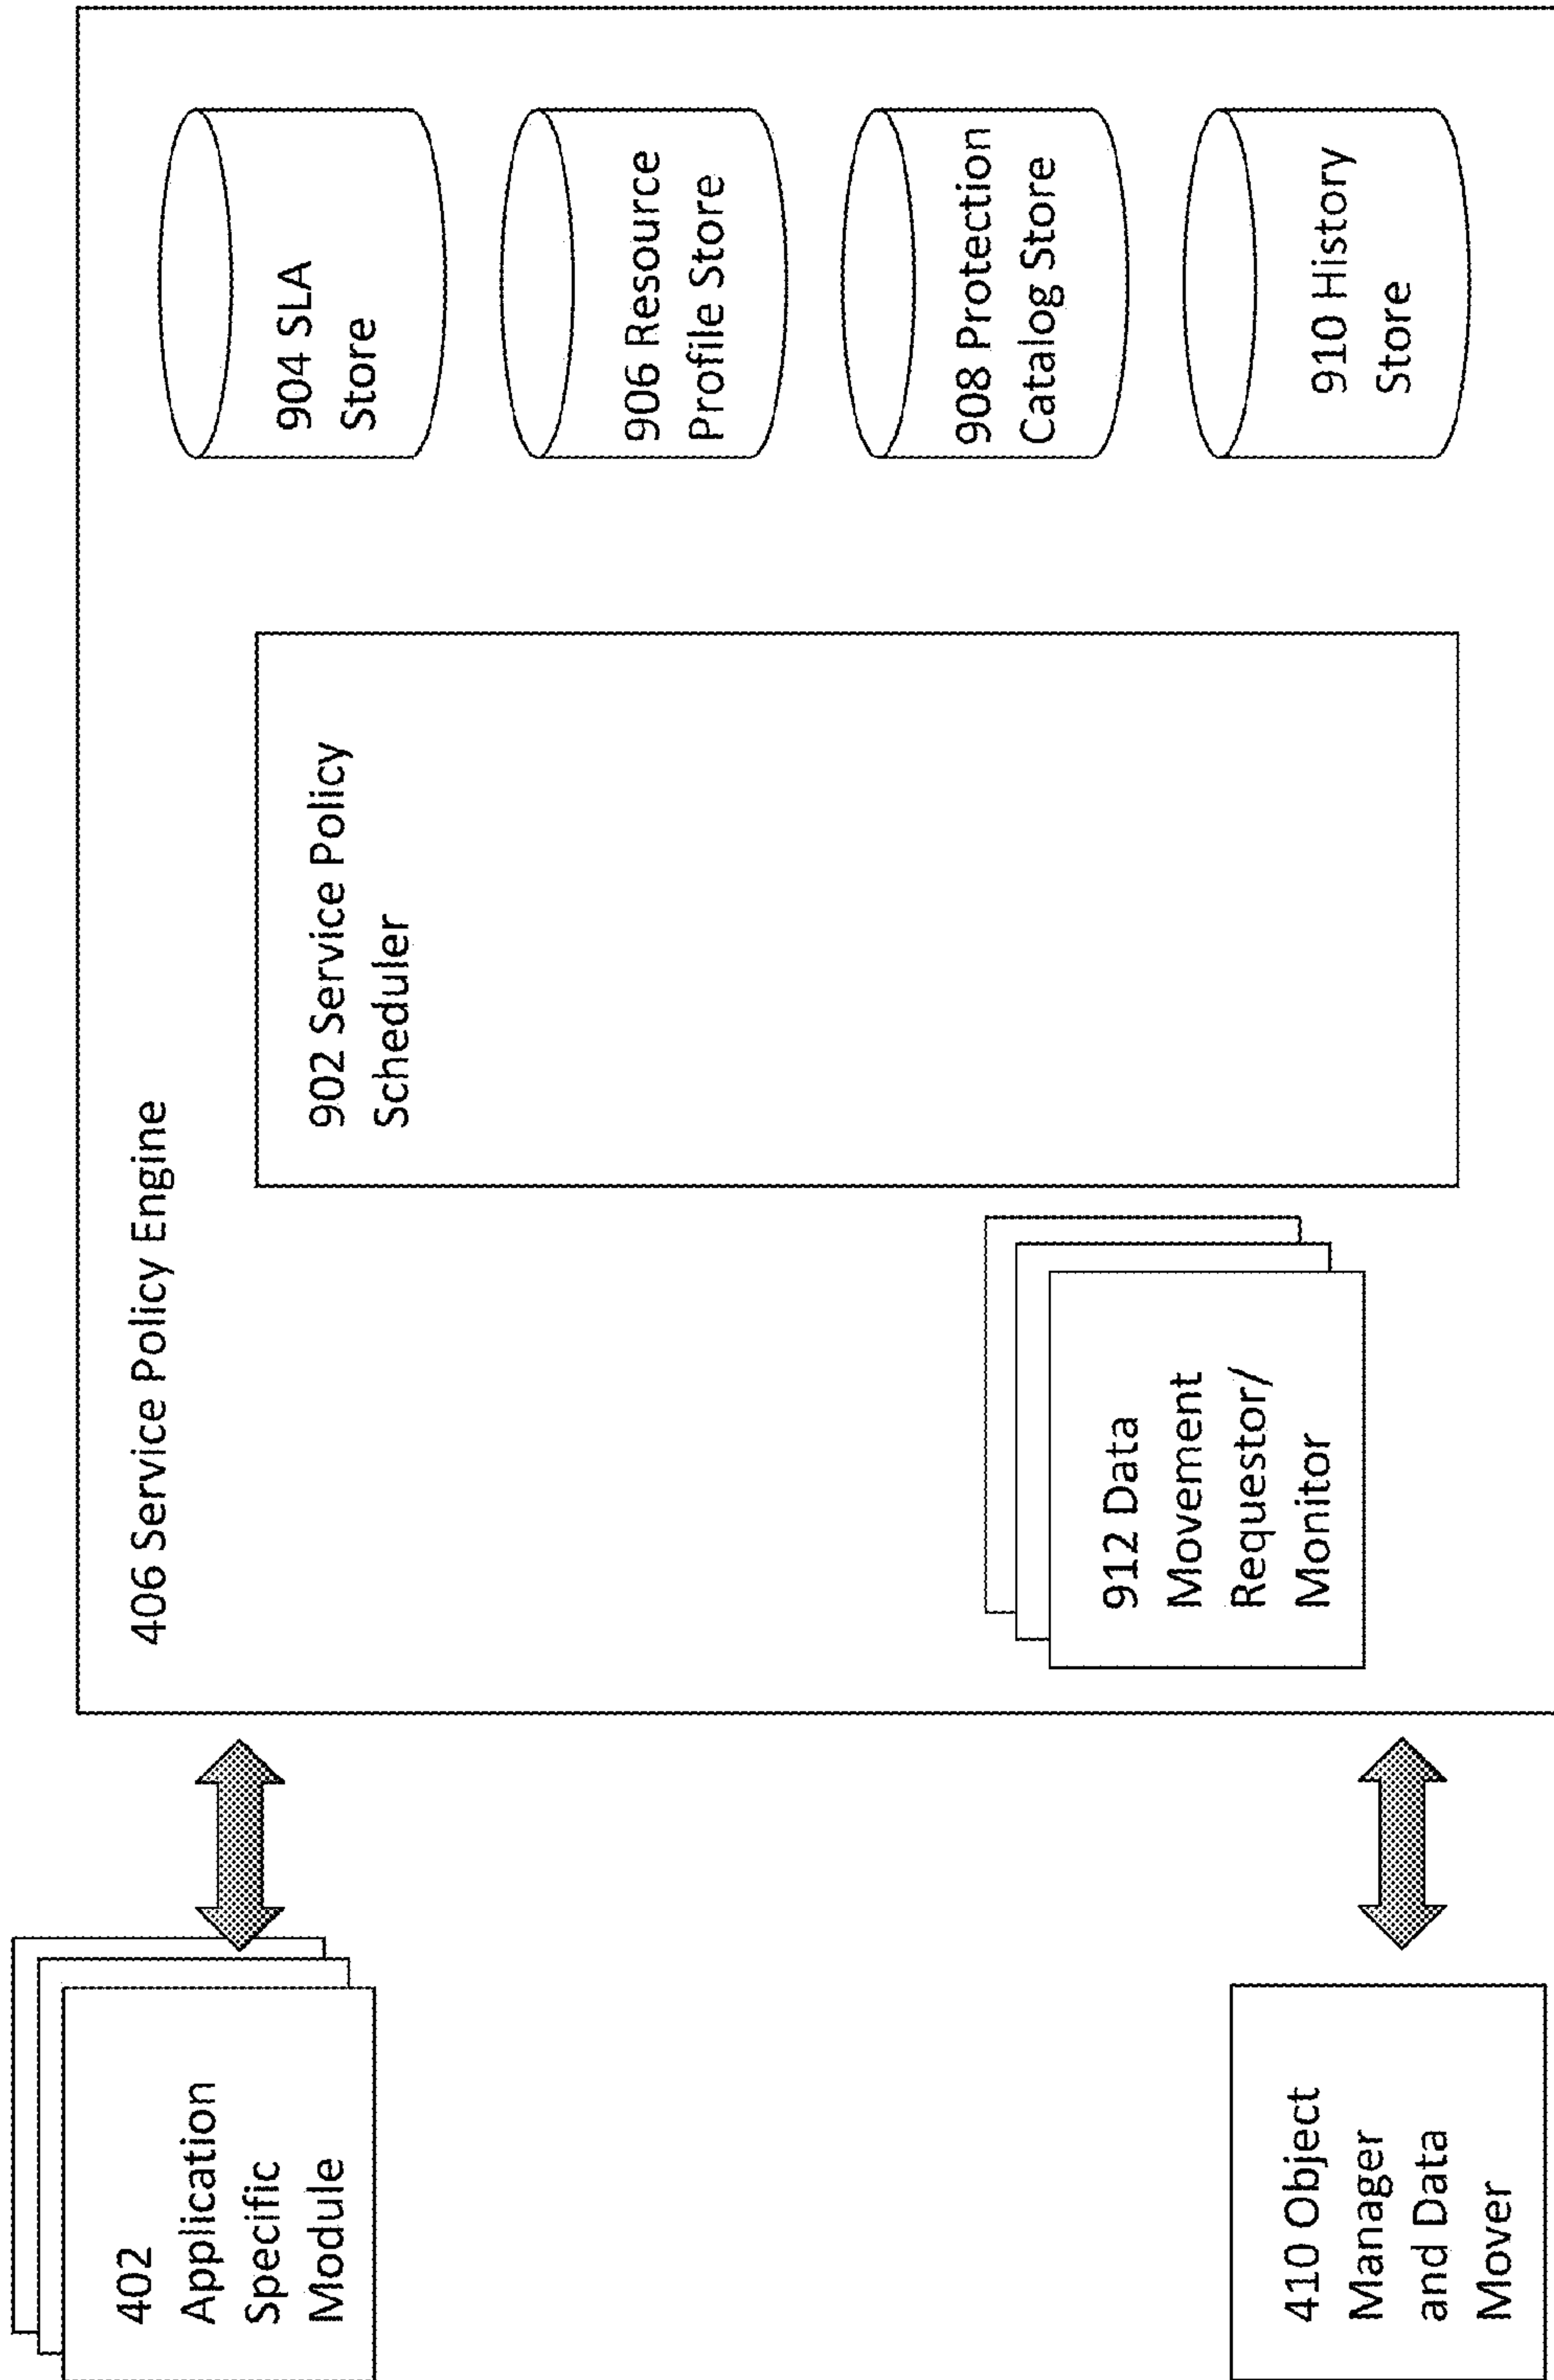 406 Service Policy Engine
402
Application
Specific
Module
902 Service Policy
Scheduler
904 SLA
Store
906 Resource
Profile Store
908 Protection
Catalog Store
910 History
Store
912 Data
Movement
Requestor/
Monitor
410 Object
Manager
and Data
Mover